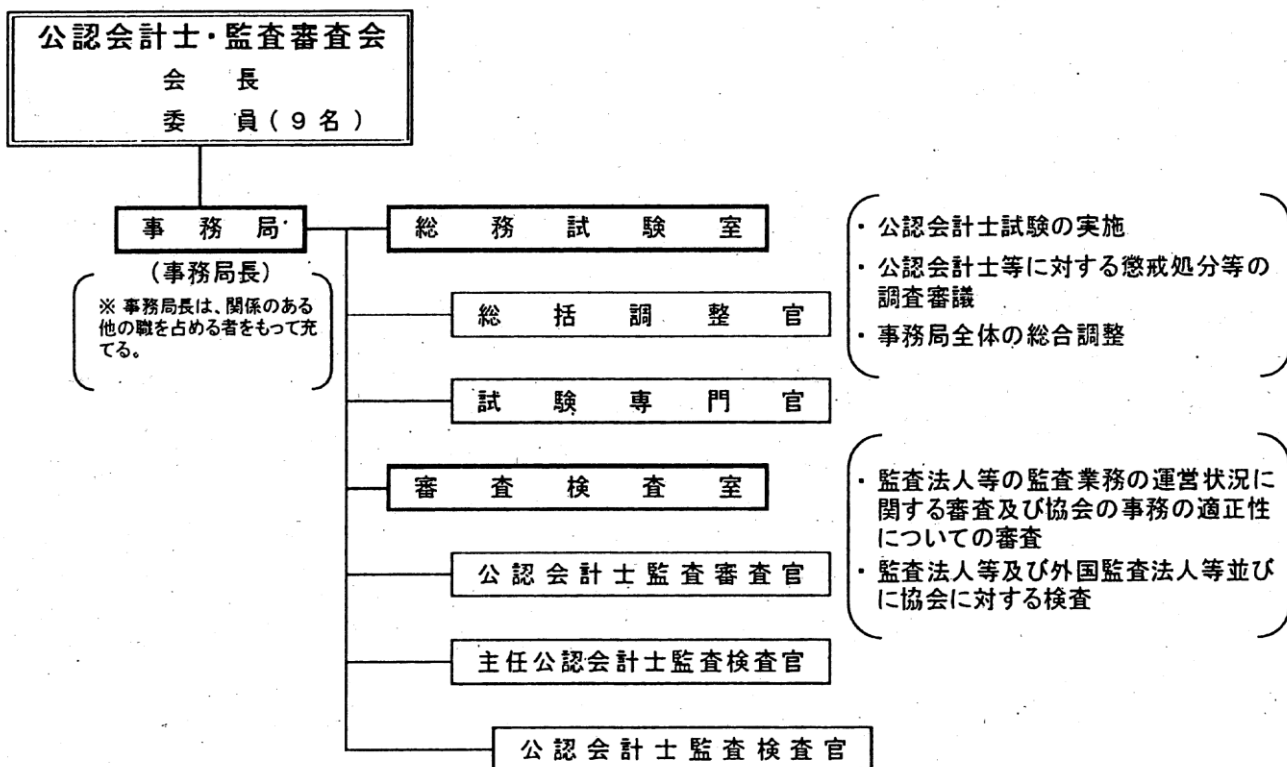 公認会計士・監査審査会
会長
委員(9名)
事務局
(事務局長)
※ 事務局長は、関係のある
他の職を占める者をもって充
てる。
総務試験室
総括調整官
試験専門官
・ 公認会計士試験の実施
・ 公認会計士等に対する懲戒処分等の
調査審議
・ 事務局全体の総合調整
審査検査室
公認会計士監査審査官
主任公認会計士監査検査官
公認会計士監査検査官
・ 監査法人等の監査業務の運営状況に
関する審査及び協会の事務の適正性
についての審査
・ 監査法人等及び外国監査法人等並び
に協会に対する検査